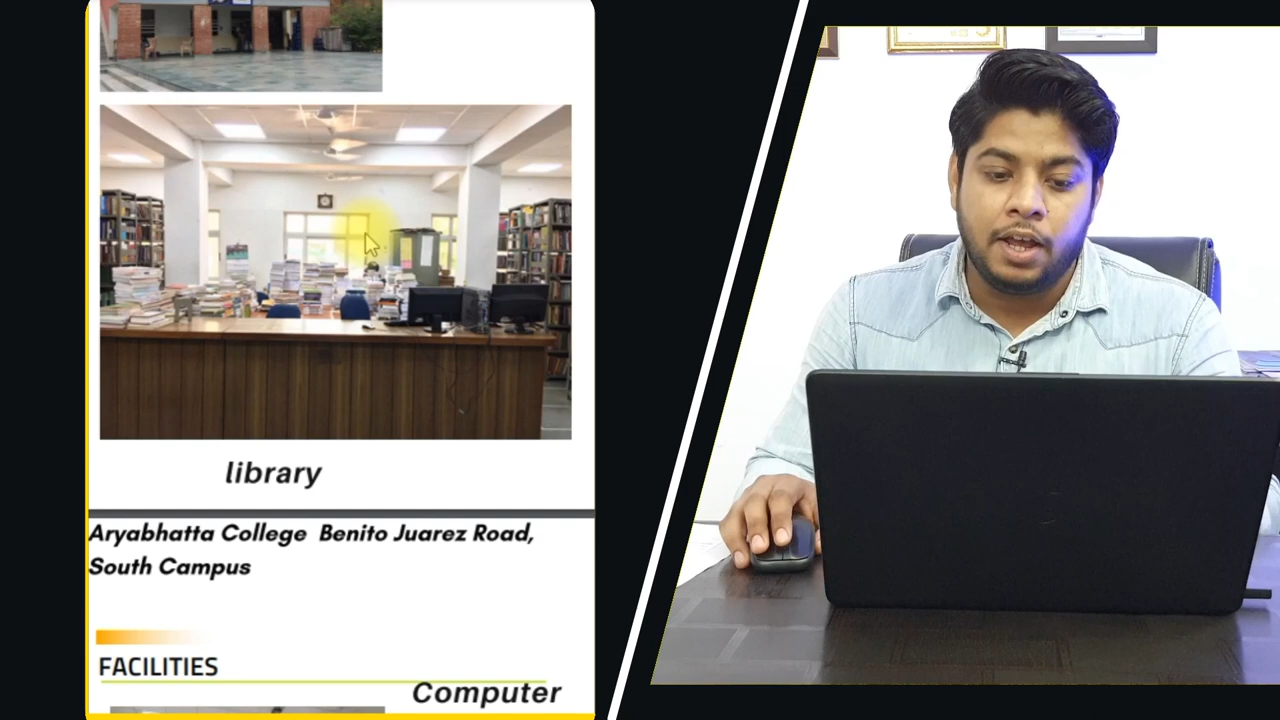 library
Aryabhatta College Benito Juarez Road,
South Campus
FACILITIES
Computer